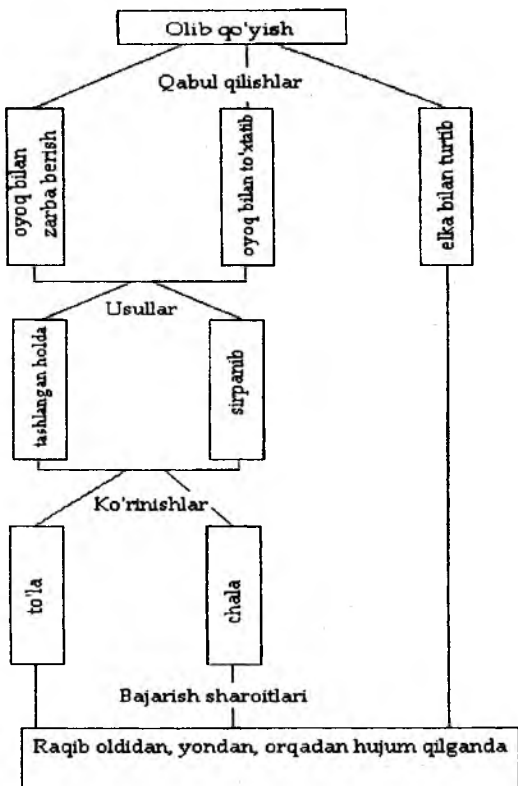 Olib qo'yish
Qabul qilishlar
oyoq bilan
zarba berish
oyoq bilan to'xtatib
elka bilan turtib
Usullar
tashlangan holda
sirpanib
Ko'rinishlar
to'la
chala
Bajarish sharoitlari
Raqib oldidan, yondan, orqadan hujum qilganda